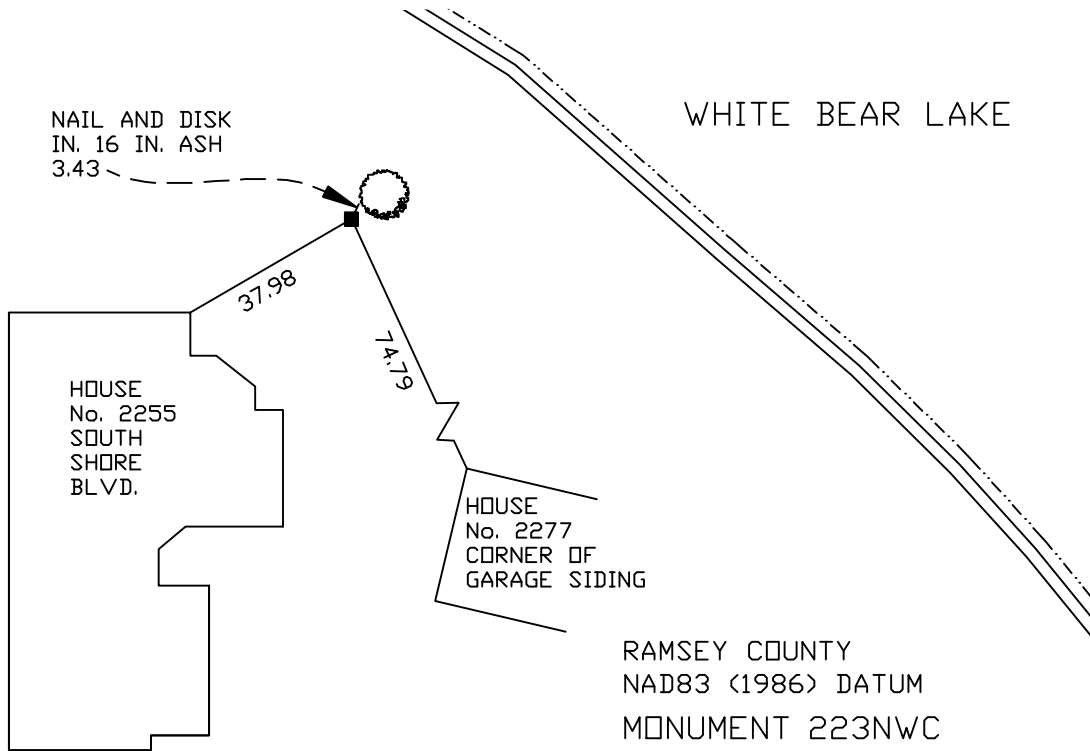 WHITE BEAR LAKE
NAIL AND DISK
IN. 16 IN. ASH
3.43
37.98
74.79
HOUSE
No. 2255
SOUTH
SHORE
BLVD.
HOUSE
No. 2277
CORNER OF
GARAGE SIDING
RAMSEY COUNTY
NAD83 (1986) DATUM
MONUMENT 223NWC